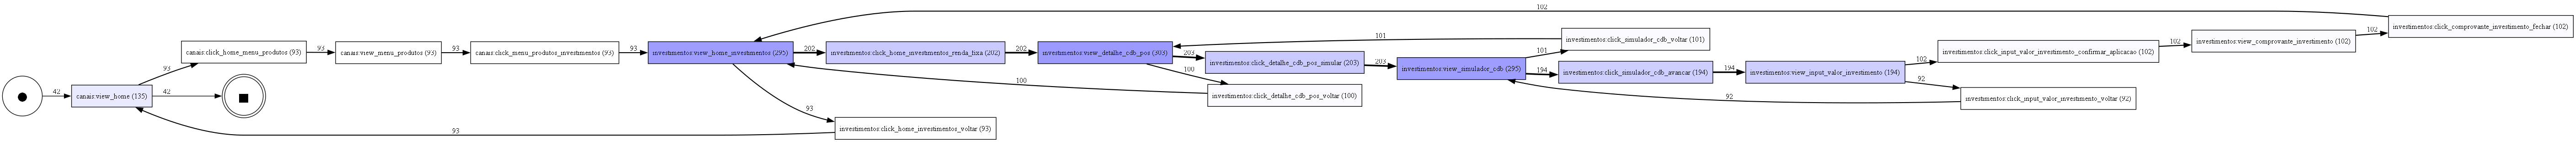 102
canais:click_home_menu_produtos (93)
93
canais:view_menu_produtos (93)
93
canais:click_menu_produtos_investimentos (93)
93
investimentos:view_home_investimentos (295)
202
investimentos:click_home_investimentos_renda_fixa (202)
202
investimentos:view_detalhe_cdb_pos (303)
203
investimentos:click_detalhe_cdb_pos_simular (203)
203
investimentos:view_simulador_cdb (295)
101
investimentos:click_simulador_cdb_voltar (101)
101
194
investimentos:click_simulador_cdb_avancar (194)
194
investimentos:view_input_valor_investimento (194)
102
investimentos:click_input_valor_investimento_confirmar_aplicacao (102)
102
investimentos:view_comprovante_investimento (102)
102
investimentos:click_comprovante_investimento_fechar (102)
92
investimentos:click_input_valor_investimento_voltar (92)
92
100
investimentos:click_detalhe_cdb_pos_voltar (100)
100
93
42
canais:view_home (135)
42
93
investimentos:click_home_investimentos_voltar (93)
93